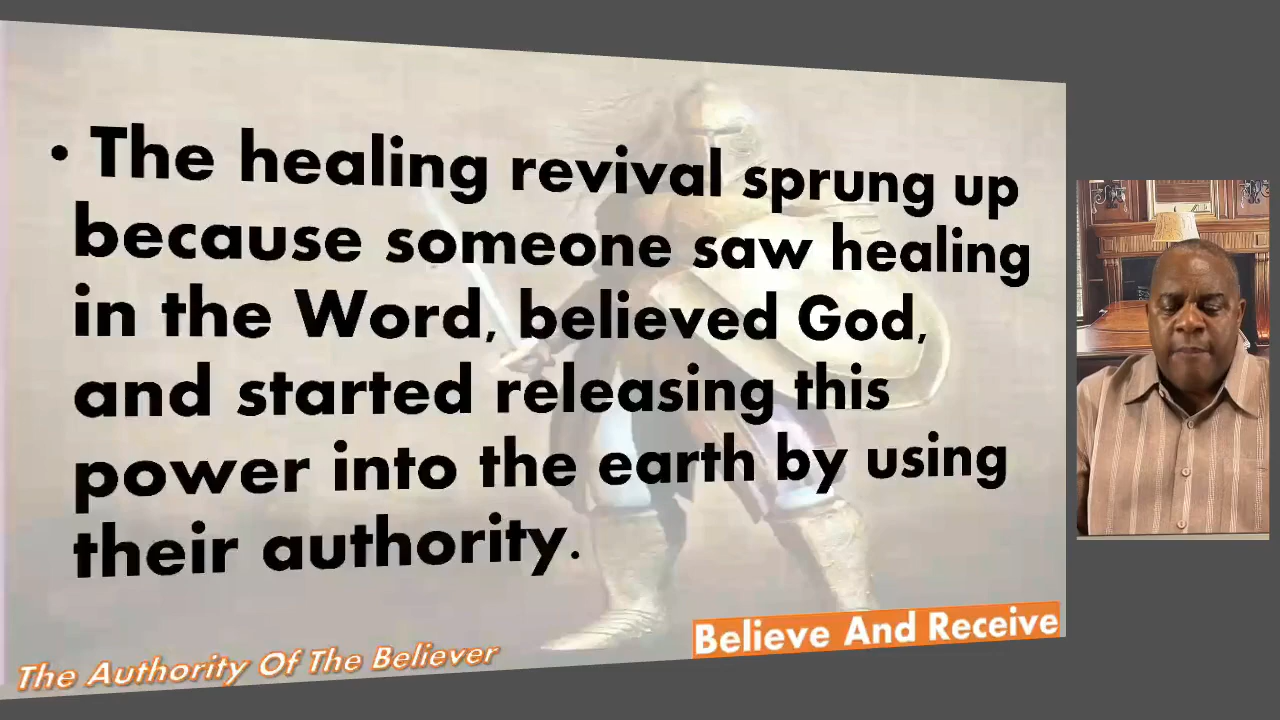 • The healing revival sprung up
because someone saw healing
in the Word, believed God,
and started releasing this
power into the earth by using
their authority.
Believe And Receive
The Authority Of The Believer